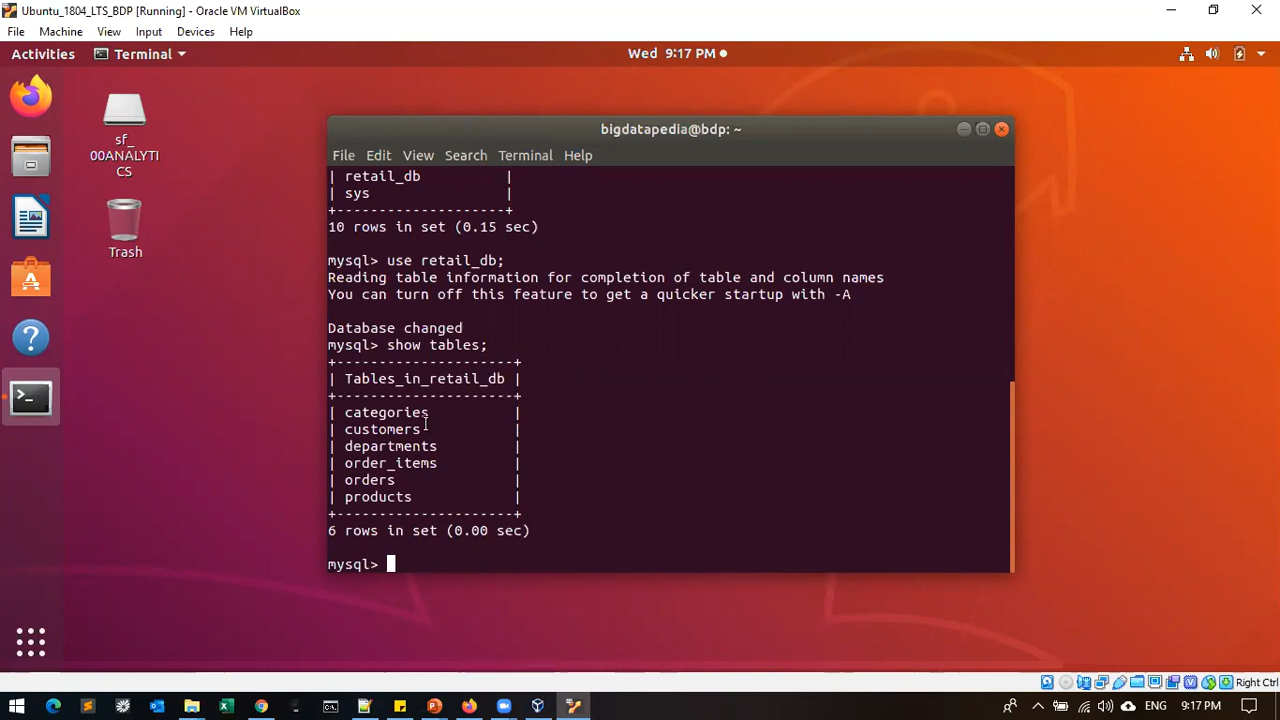 Ubuntu_1804_LTS_BDP [Running] - Oracle VM VirtualBox
File Machine View Input Devices Help
Activities Terminal Wed 9:17 PM
sf_
00ANALYTI
CS
Trash
bigdatapedia@bdp: ~
File Edit View Search Terminal Help
| retail_db          |
| sys                |
+--------------------+
10 rows in set (0.15 sec)
mysql> use retail_db;
Reading table information for completion of table and column names
You can turn off this feature to get a quicker startup with -A
Database changed
mysql> show tables;
+---------------------+
| Tables_in_retail_db |
+---------------------+
| categories          |
| customers           |
| departments         |
| order_items         |
| orders              |
| products            |
+---------------------+
6 rows in set (0.00 sec)
mysql>
Right Ctrl
ENG 9:17 PM